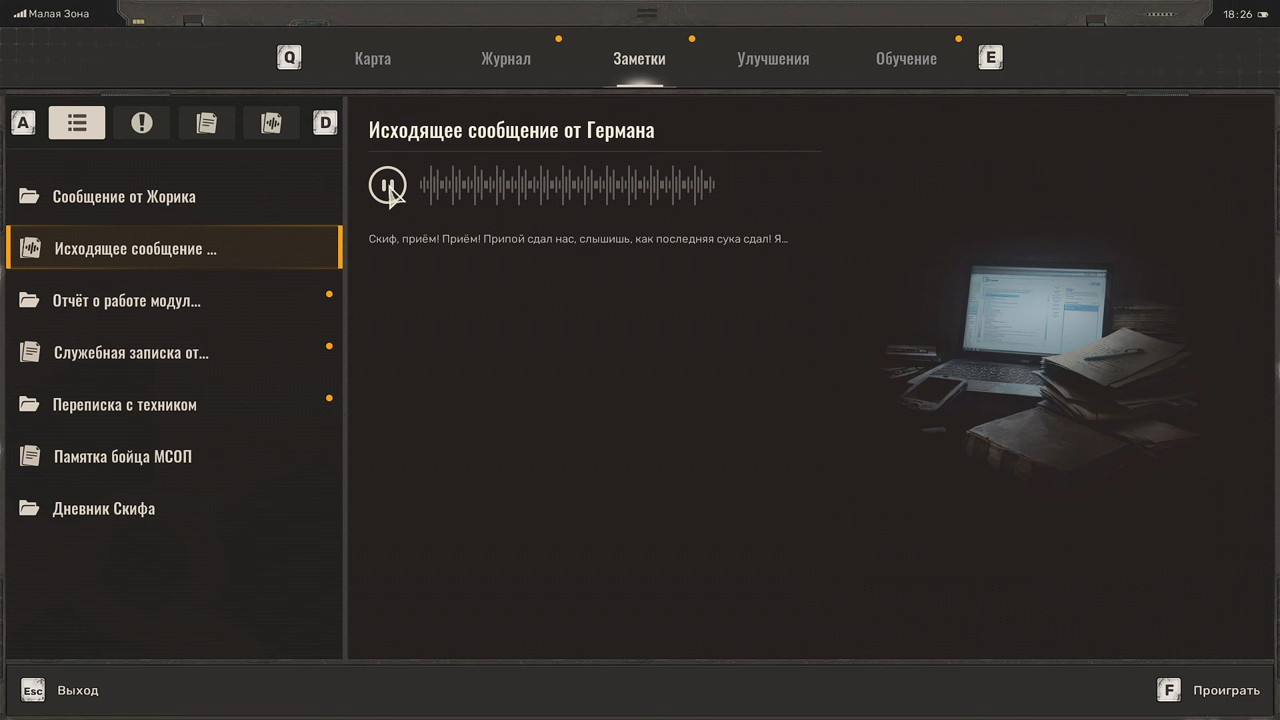 Малая Зона
18:26
Q
Карта
Журнал
Заметки
Улучшения
Обучение
E
A
D
Исходящее сообщение от Германа
Скиф, приём! Приём! Припой сдал нас, слышишь, как последняя сука сдал! Я...
Сообщение от Жорика
Исходящее сообщение ...
Отчёт о работе модул...
Служебная записка от...
Переписка с техником
Памятка бойца МСОП
Дневник Скифа
Esc
Выход
F
Проиграть